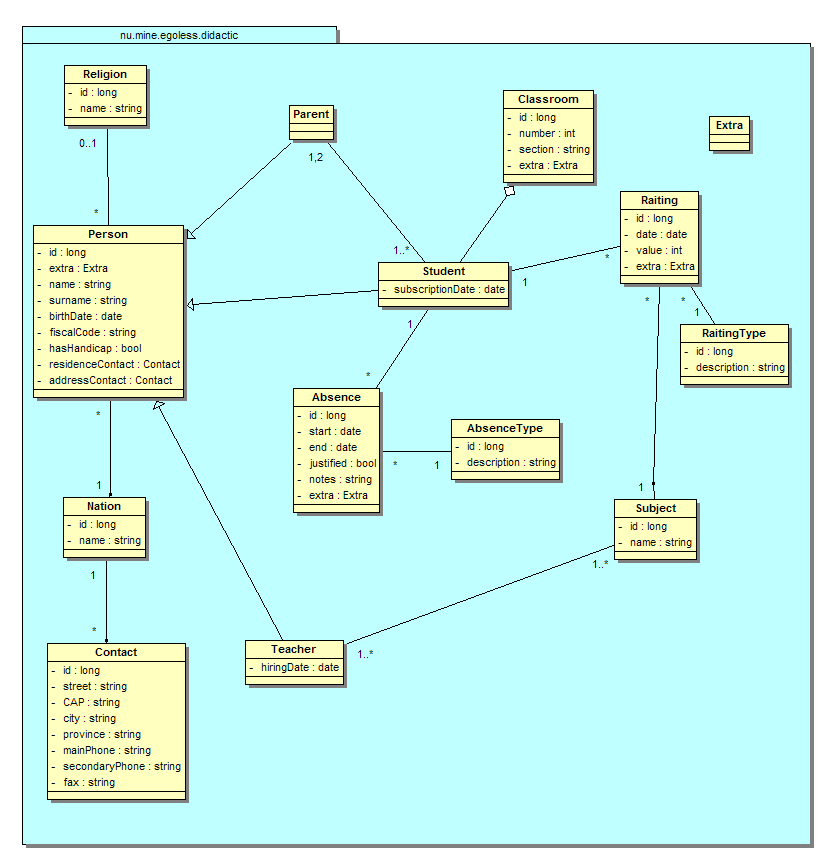 nu.mine.egoless.didactic
Religion
- id : long
- name : string
0..1
*
Parent
1,2
Classroom
- id : long
- number : int
- section : string
- extra : Extra
Extra
Raiting
- id : long
- date : date
- value : int
- extra : Extra
*
*
*
1
RaitingType
- id : long
- description : string
Person
- id : long
- extra : Extra
- name : string
- surname : string
- birthDate : date
- fiscalCode : string
- hasHandicap : bool
- residenceContact : Contact
- addressContact : Contact
*
1
1..*
Student
- subscriptionDate : date
1
1
*
Absence
- id : long
- start : date
- end : date
- justified : bool
- notes : string
- extra : Extra
*
1
AbsenceType
- id : long
- description : string
1
Subject
- id : long
- name : string
1..*
Nation
- id : long
- name : string
1
*
Contact
- id : long
- street : string
- CAP : string
- city : string
- province : string
- mainPhone : string
- secondaryPhone : string
- fax : string
Teacher
- hiringDate : date
1..*